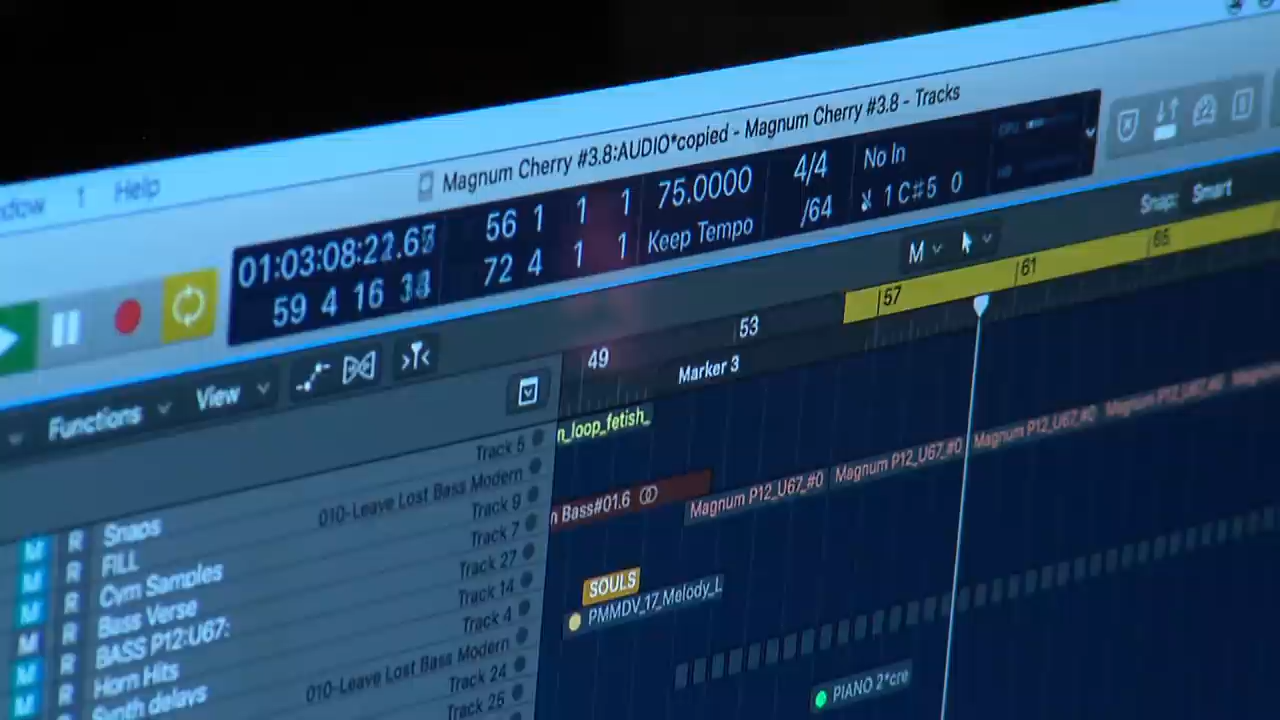 Help
Magnum Cherry #3.8:AUDIO*copied - Magnum Cherry #3.8 - Tracks
01:03:08:22.6
59 4 16
56 1 1 1
72 4 1 1
75.0000
Keep Tempo
4/4
/64
No In
1 C#5 0
CPU
HD
Snap: Smart
M
Functions
View
49
53
57
61
65
Marker 3
n_loop_fetish_
Track 5
010-Leave Lost Bass Modern
Track 9
Track 7
Track 27
Track 14
Track 4
010-Leave Lost Bass Modern
Track 24
Track 25
M R Snaps
M R FILL
M R Cym Samples
M R Bass Verse
M R BASS P12:U67:
M R Horn Hits
Synth delays
Bass#01.6
Magnum P12_U67_#0
Magnum P12_U67_#0
Magnum P12_U67_#0
Magnum P12_U67_#0
Magnum
SOULS
PMMDV_17_Melody_L
PIANO 2*cre